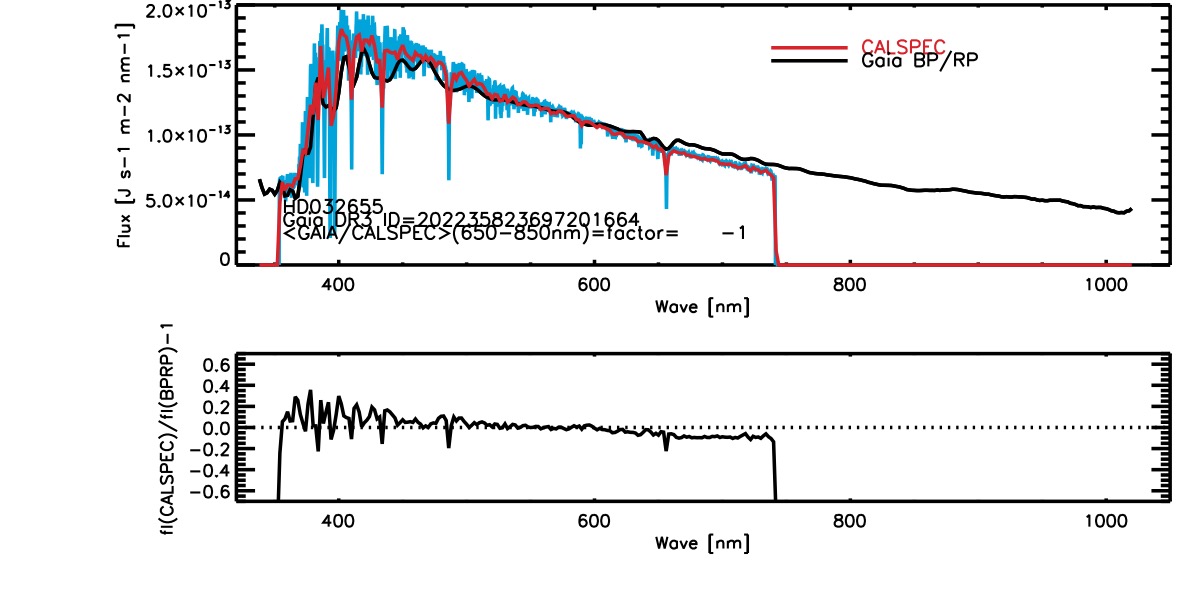 2.0×10−13
1.5×10−13
1.0×10−13
5.0×10−14
0
Flux [J s−1 m−2 nm−1]
CALSPEC
Gaia BP/RP
HD032655
Gaia DR3 ID=202235823697201664
<GAIA/CALSPEC>(650−850nm)=factor= −1
400 600 800 1000
Wave [nm]
fl(CALSPEC)/fl(BPRP)−1
0.6
0.4
0.2
0.0
−0.2
−0.4
−0.6
400 600 800 1000
Wave [nm]